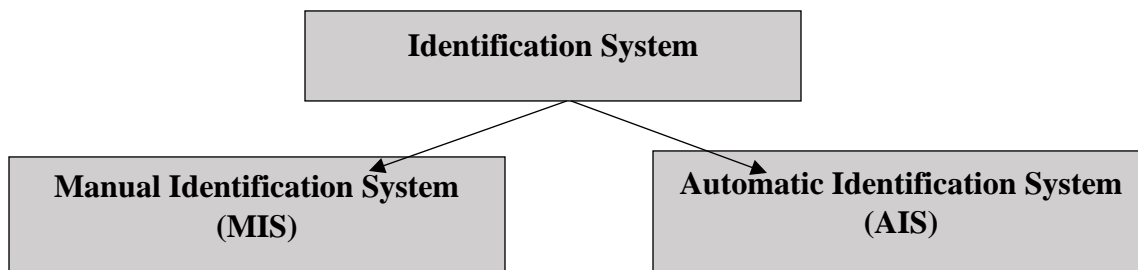 Identification System
Manual Identification System
(MIS)
Automatic Identification System
(AIS)